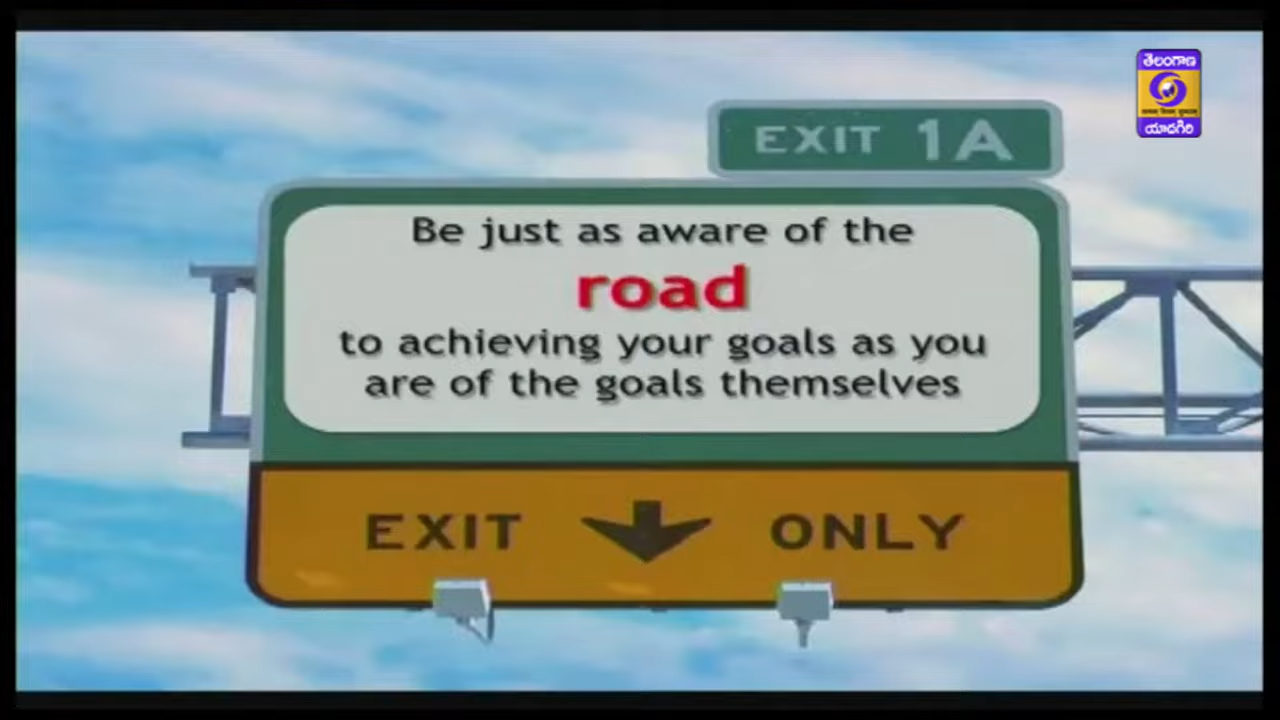 తెలంగాణ
యాదగిరి
EXIT 1A
Be just as aware of the
road
to achieving your goals as you
are of the goals themselves
EXIT ONLY